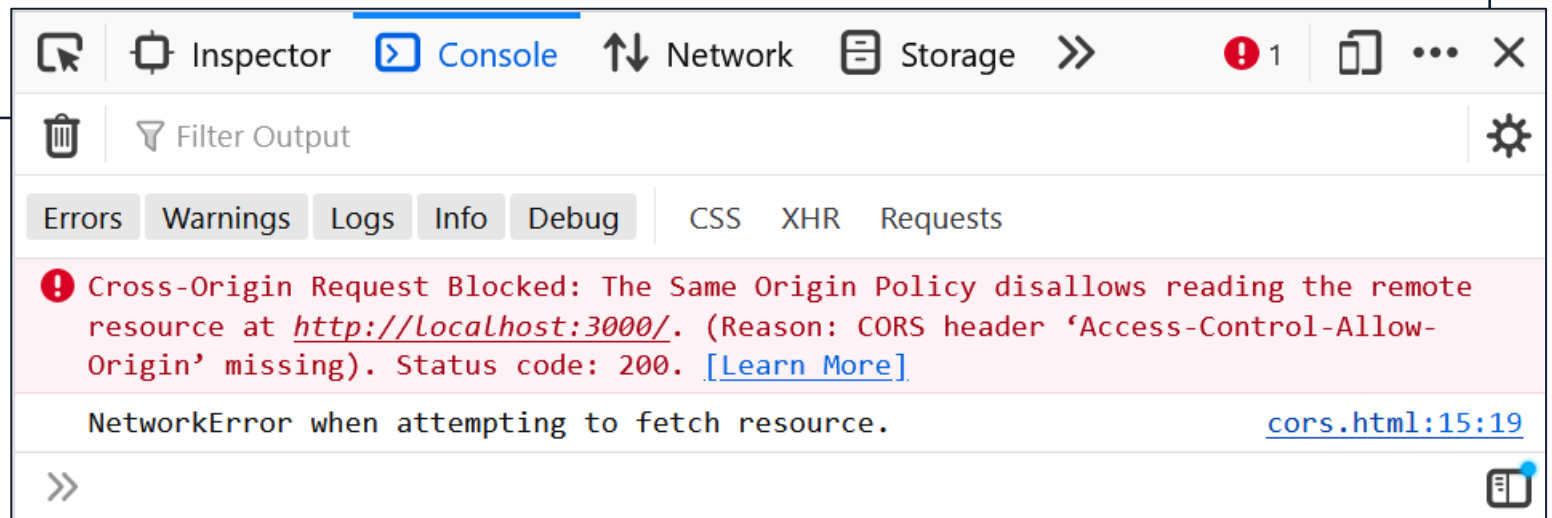 Inspector Console Network Storage 1
Filter Output
Errors Warnings Logs Info Debug CSS XHR Requests
Cross-Origin Request Blocked: The Same Origin Policy disallows reading the remote
resource at http://localhost:3000/. (Reason: CORS header ‘Access-Control-Allow-
Origin’ missing). Status code: 200. [Learn More]
NetworkError when attempting to fetch resource. cors.html:15:19